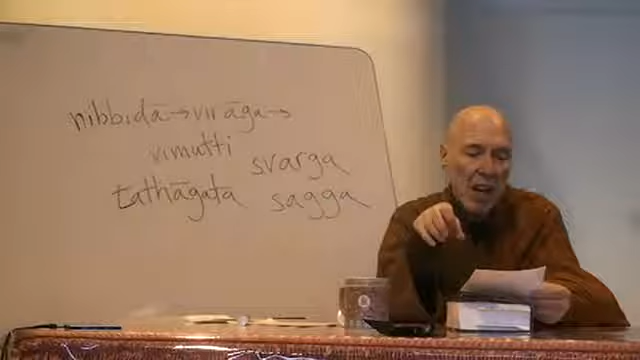 nibbidā→virāga→
vimutti
svarga
tathāgata
sagga